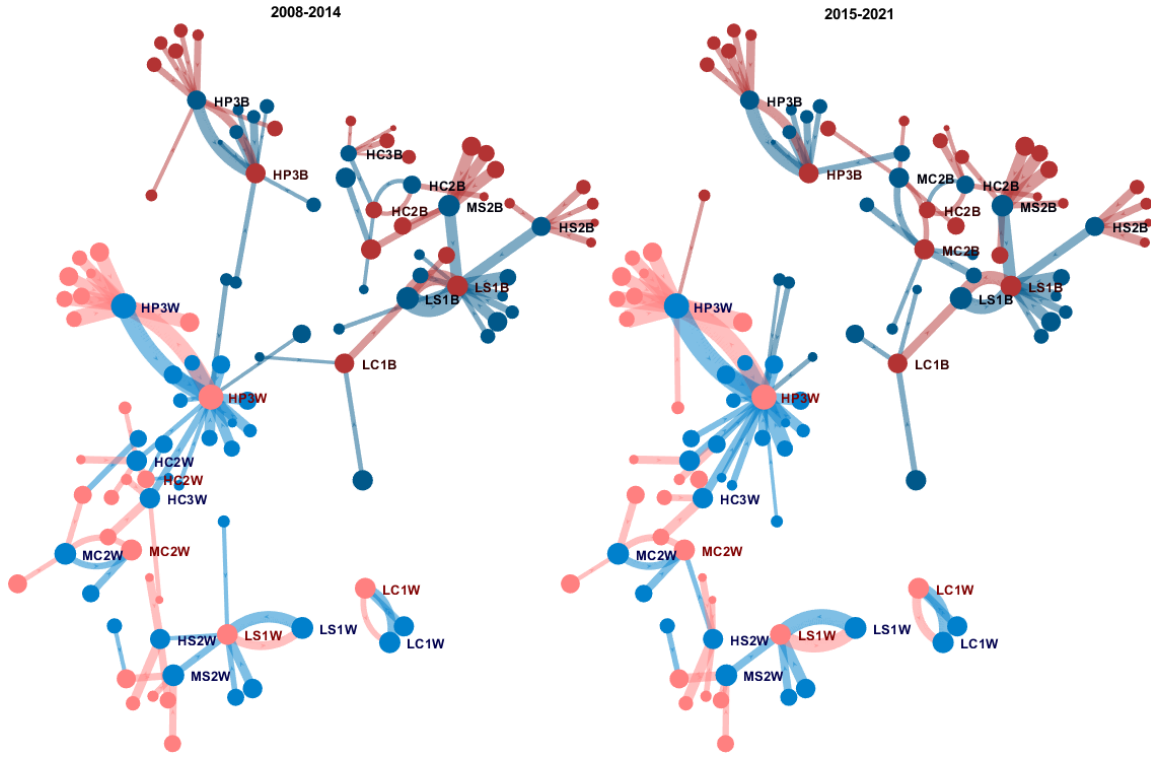 2008-2014
HP3B
HP3B
HC3B
HC2B
HC2B
MS2B
HS2B
LS1B
LS1B
HP3W
LC1B
HP3W
HC2W
HC2W
HC3W
MC2W
MC2W
LC1W
LS1W
LS1W
HS2W
LC1W
MS2W
2015-2021
HP3B
HP3B
MC2B
HC2B
HC2B
MS2B
HS2B
MC2B
LS1B
LS1B
HP3W
LC1B
HP3W
HC3W
MC2W
MC2W
LC1W
LS1W
LS1W
HS2W
LC1W
MS2W